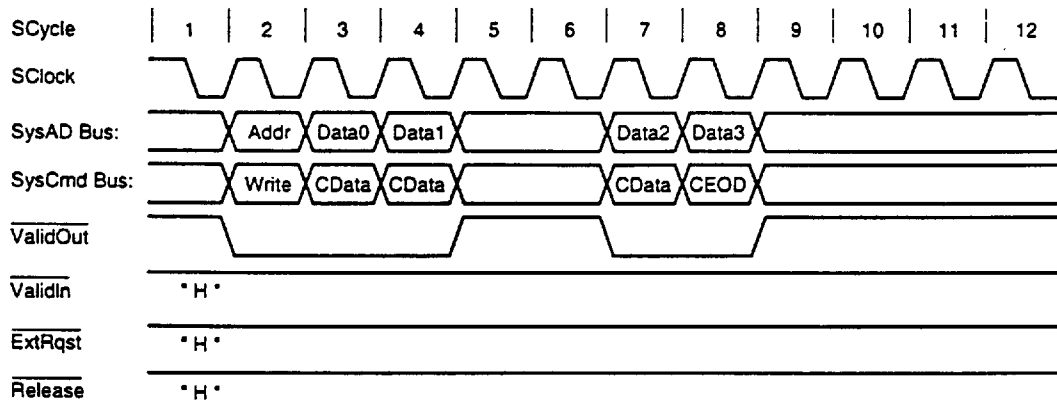 SCycle 1 2 3 4 5 6 7 8 9 10 11 12
SClock
SysAD Bus: Addr Data0 Data1 Data2 Data3
SysCmd Bus: Write CData CData CData CEOD
ValidOut
ValidIn "H"
ExtRqst "H"
Release "H"